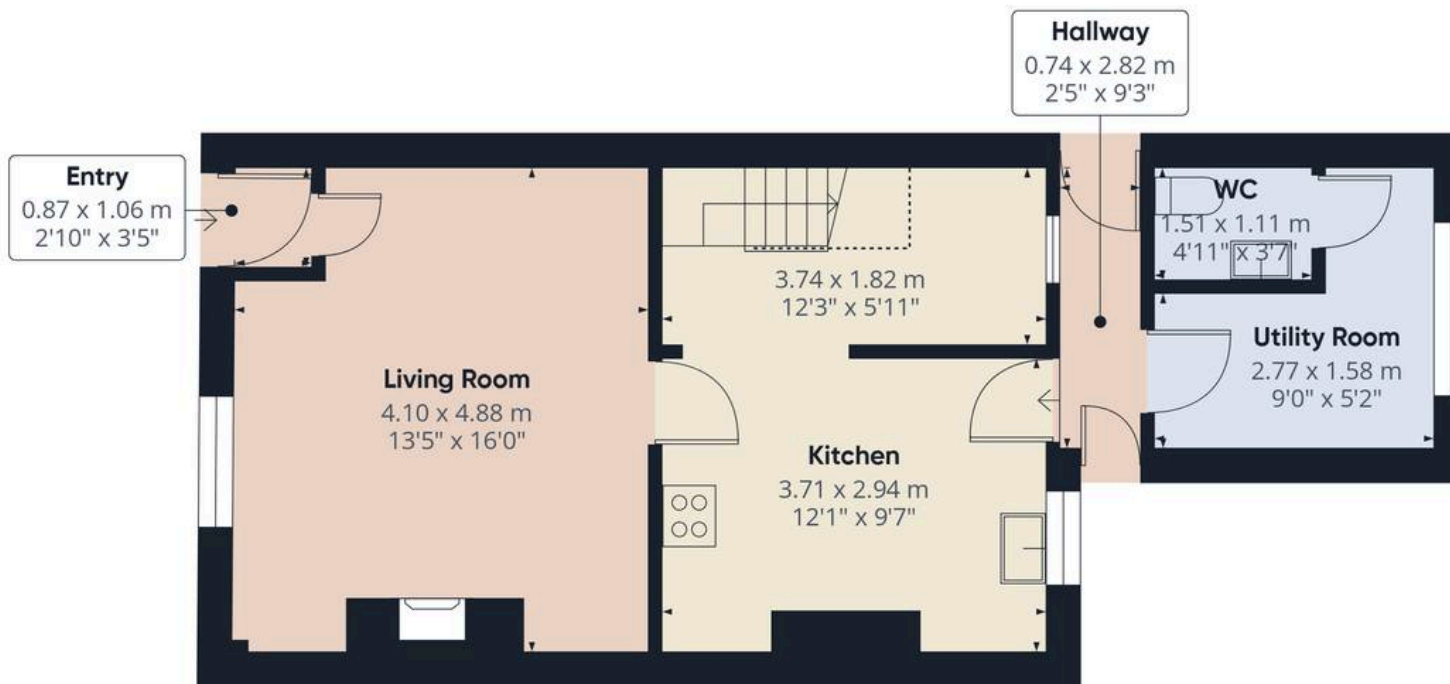 Hallway
0.74 x 2.82 m
2'5" x 9'3"
Entry
0.87 x 1.06 m
2'10" x 3'5"
WC
1.51 x 1.11 m
4'11" x 3'7"
3.74 x 1.82 m
12'3" x 5'11"
Utility Room
2.77 x 1.58 m
9'0" x 5'2"
Living Room
4.10 x 4.88 m
13'5" x 16'0"
Kitchen
3.71 x 2.94 m
12'1" x 9'7"